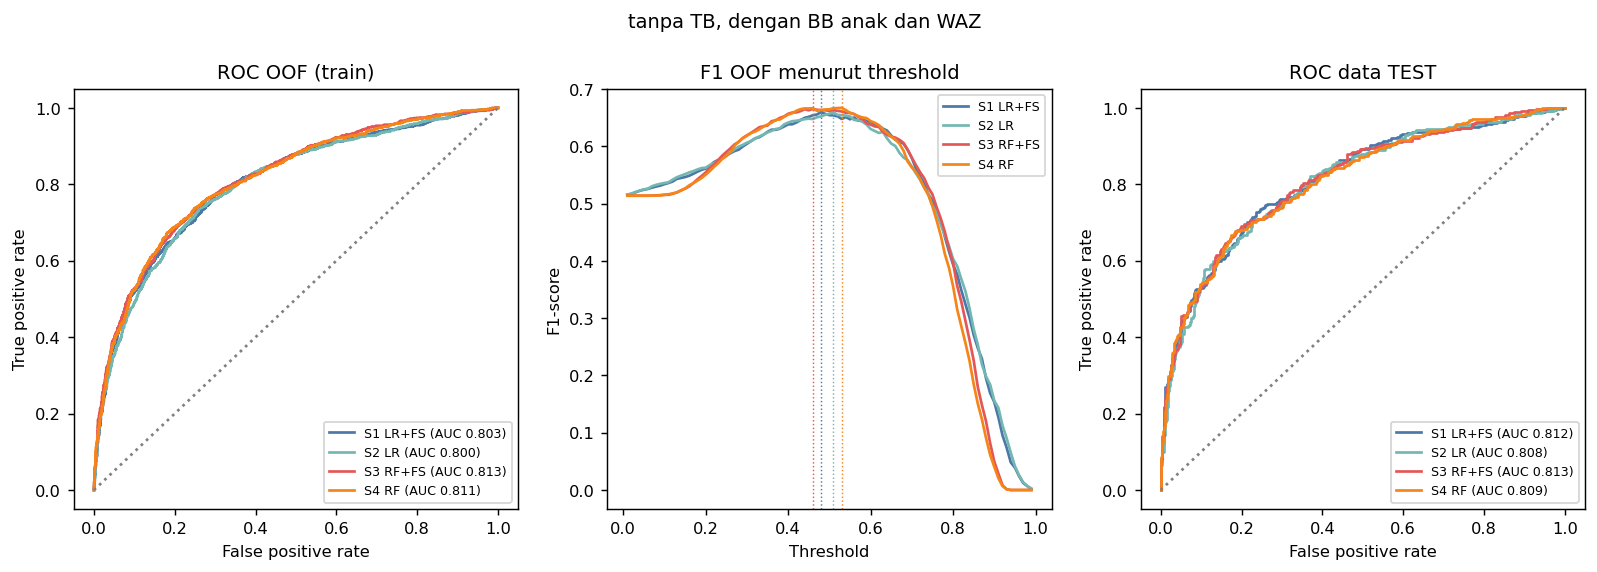 tanpa TB, dengan BB anak dan WAZ
ROC OOF (train)
True positive rate
1.0
0.8
0.6
0.4
0.2
0.0
S1 LR+FS (AUC 0.803)
S2 LR (AUC 0.800)
S3 RF+FS (AUC 0.813)
S4 RF (AUC 0.811)
0.0 0.2 0.4 0.6 0.8 1.0
False positive rate
F1 OOF menurut threshold
F1-score
0.7
0.6
0.5
0.4
0.3
0.2
0.1
0.0
S1 LR+FS
S2 LR
S3 RF+FS
S4 RF
0.0 0.2 0.4 0.6 0.8 1.0
Threshold
ROC data TEST
True positive rate
1.0
0.8
0.6
0.4
0.2
0.0
S1 LR+FS (AUC 0.812)
S2 LR (AUC 0.808)
S3 RF+FS (AUC 0.813)
S4 RF (AUC 0.809)
0.0 0.2 0.4 0.6 0.8 1.0
False positive rate